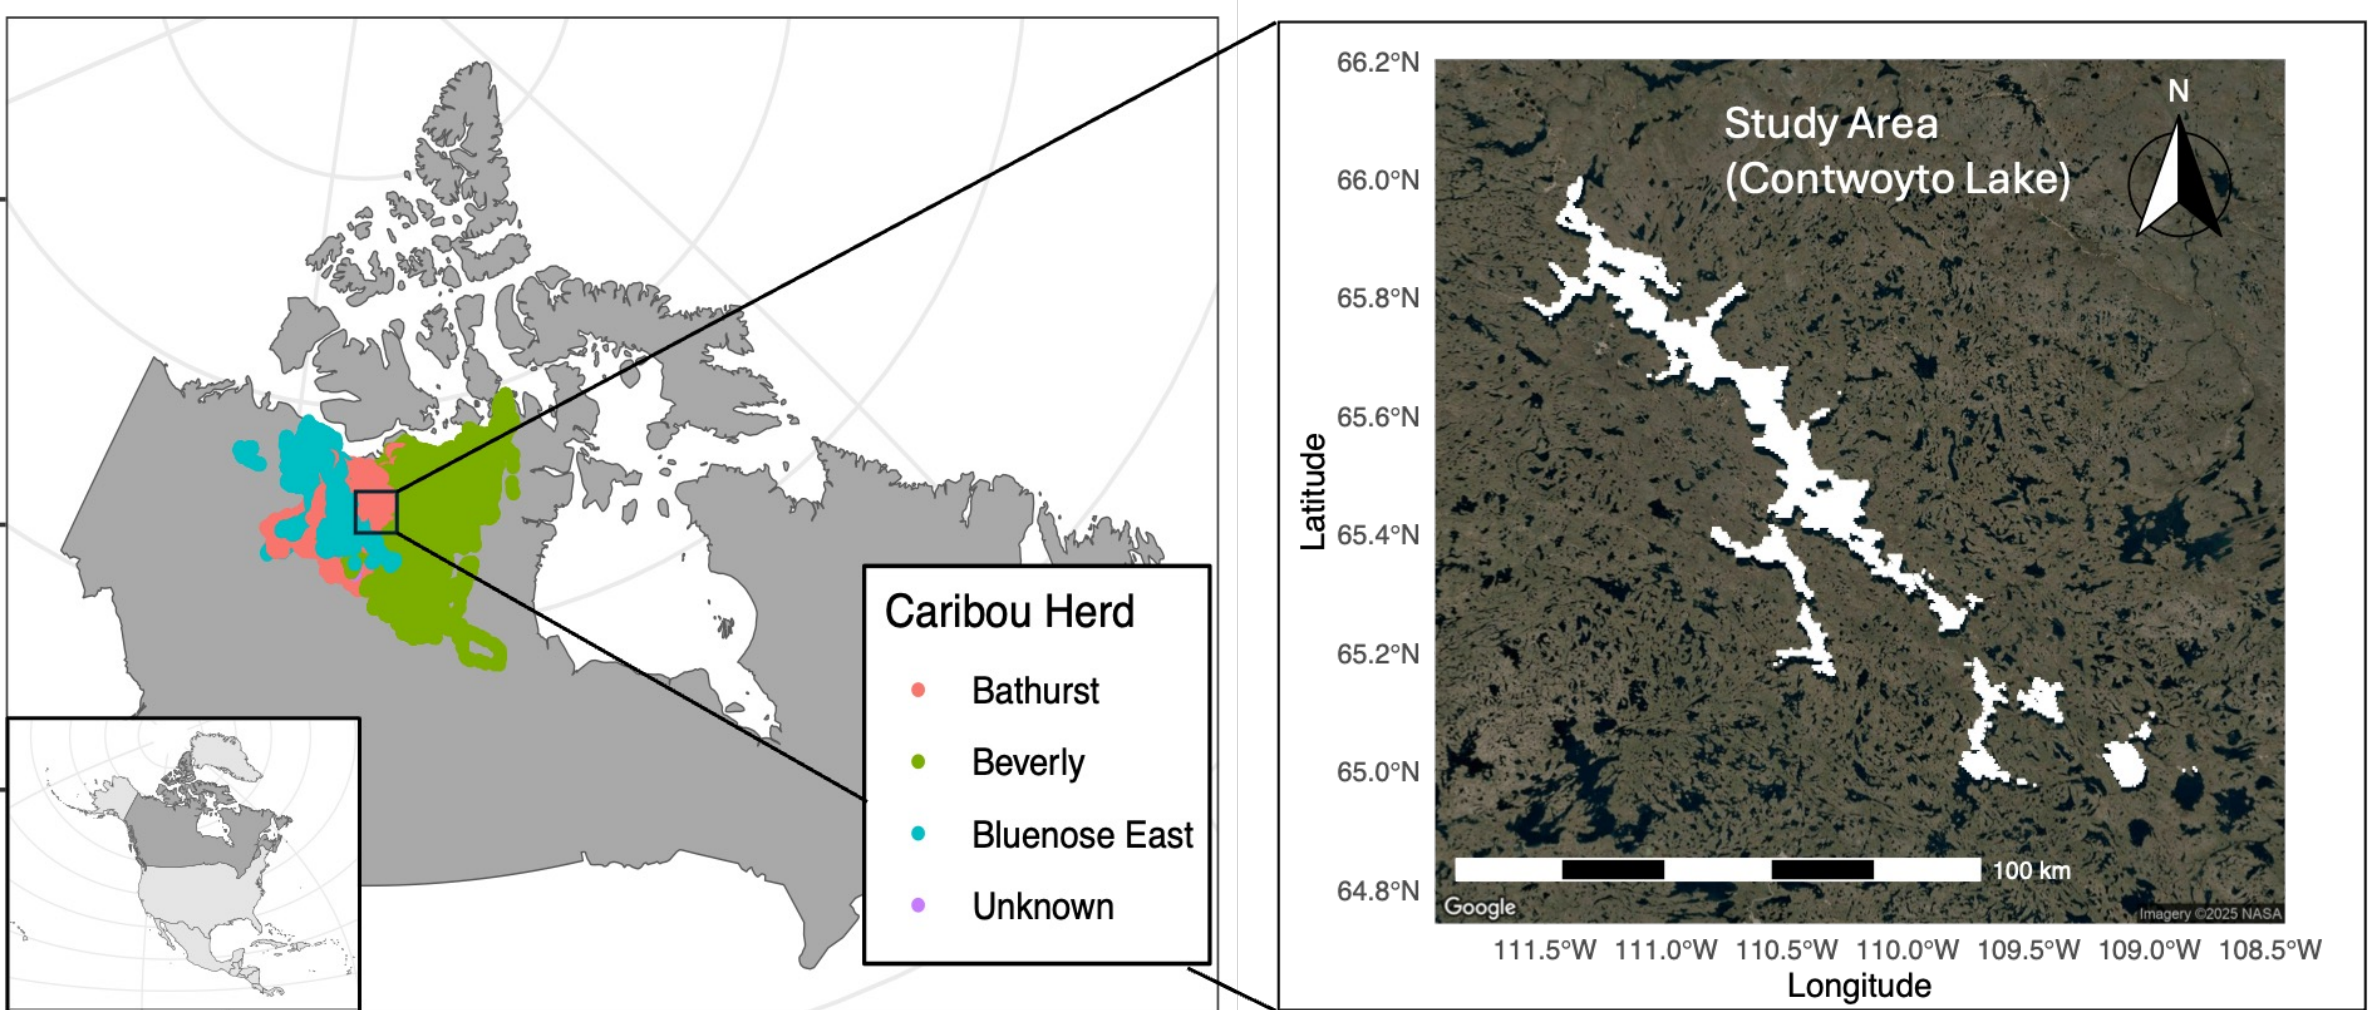 Caribou Herd
Bathurst
Beverly
Bluenose East
Unknown
66.2°N
66.0°N
65.8°N
65.6°N
65.4°N
65.2°N
65.0°N
64.8°N
Latitude
Study Area
(Contwoyto Lake)
N
100 km
Google
Imagery ©2025 NASA
111.5°W 111.0°W 110.5°W 110.0°W 109.5°W 109.0°W 108.5°W
Longitude